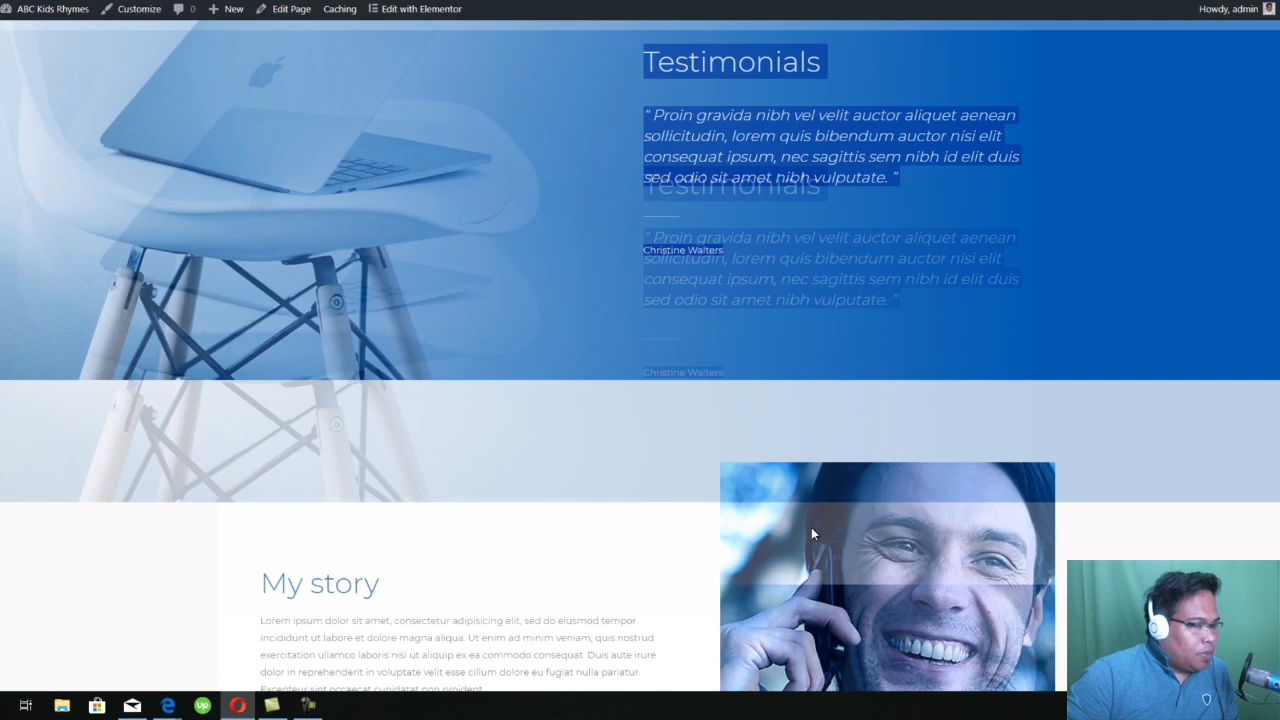 ABC Kids Rhymes Customize 0 New Edit Page Caching Edit with Elementor Howdy, admin
Testimonials
“ Proin gravida nibh vel velit auctor aliquet aenean
sollicitudin, lorem quis bibendum auctor nisi elit
consequat ipsum, nec sagittis sem nibh id elit duis
sed odio sit amet nibh vulputate. ”
Testimonials
“ Proin gravida nibh vel velit auctor aliquet aenean
Christine Walters
sollicitudin, lorem quis bibendum auctor nisi elit
consequat ipsum, nec sagittis sem nibh id elit duis
sed odio sit amet nibh vulputate. ”
Christine Walters
My story
Lorem ipsum dolor sit amet, consectetur adipisicing elit, sed do eiusmod tempor
incididunt ut labore et dolore magna aliqua. Ut enim ad minim veniam, quis nostrud
exercitation ullamco laboris nisi ut aliquip ex ea commodo consequat. Duis aute irure
dolor in reprehenderit in voluptate velit esse cillum dolore eu fugiat nulla pariatur.
Excepteur sint occaecat cupidatat non proident
up